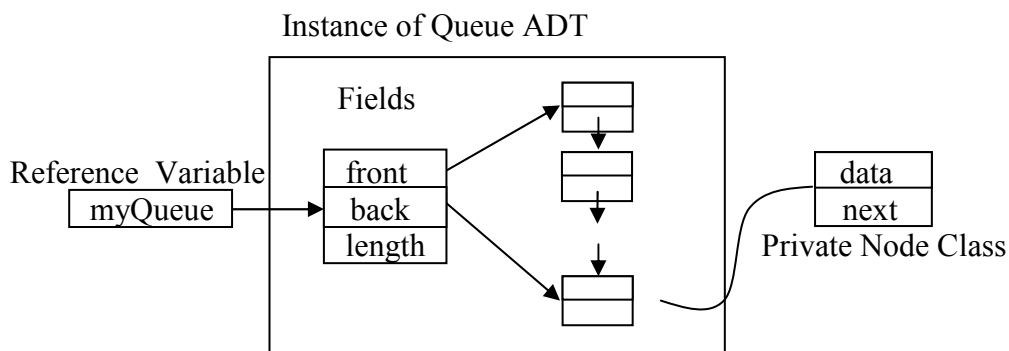 Instance of Queue ADT
Fields
Reference Variable
myQueue
front
back
length
data
next
Private Node Class